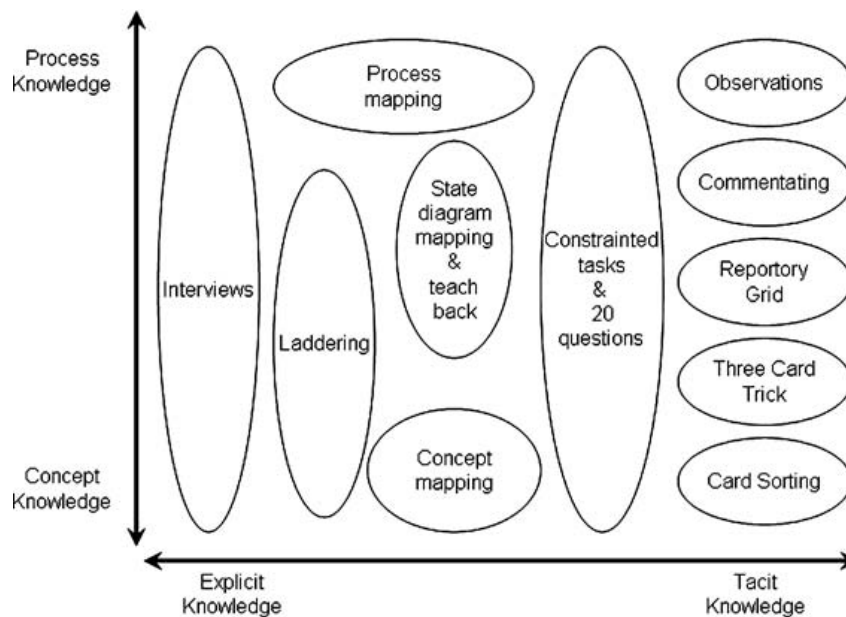 Process
Knowledge
Process
mapping
Observations
Commentating
State
diagram
mapping
&
teach
back
Constrainted
tasks
&
20
questions
Interviews
Reportory
Grid
Laddering
Three Card
Trick
Concept
mapping
Card Sorting
Concept
Knowledge
Explicit
Knowledge
Tacit
Knowledge